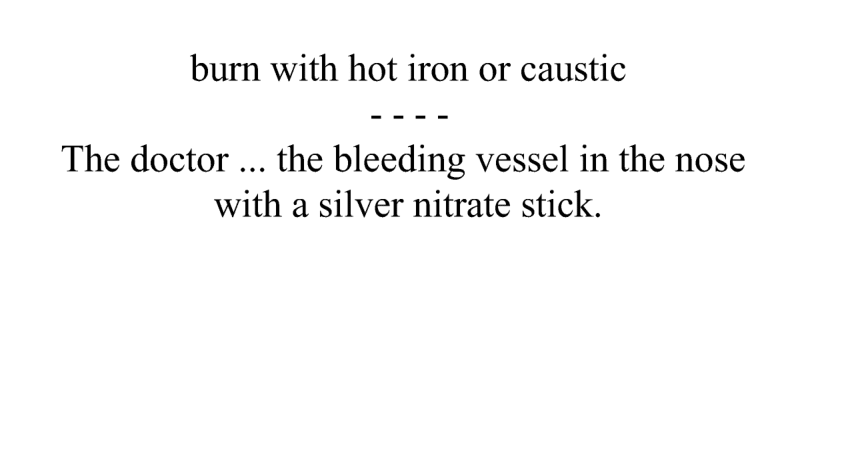 burn with hot iron or caustic
- - - -
The doctor ... the bleeding vessel in the nose
with a silver nitrate stick.